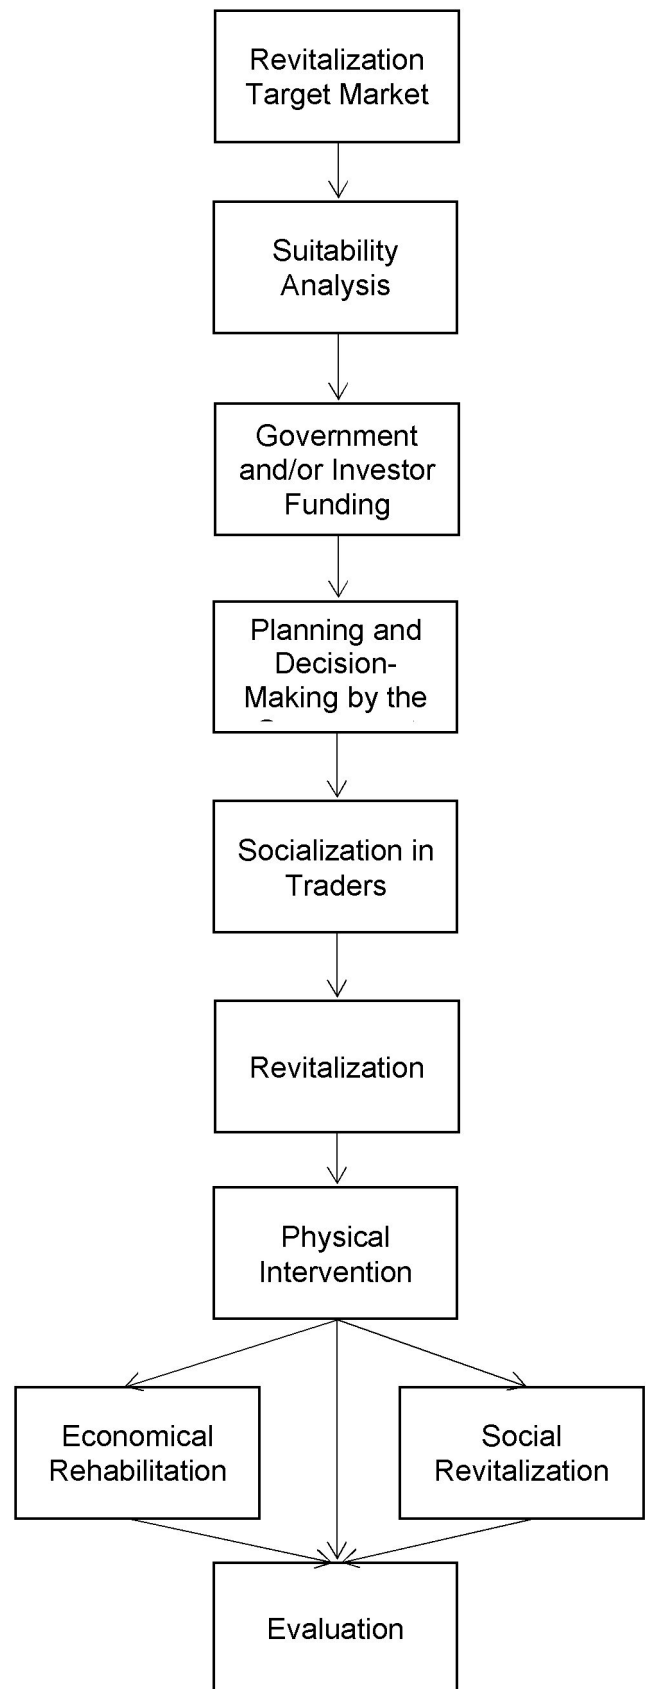 Revitalization
Target Market
Suitability
Analysis
Government
and/or Investor
Funding
Planning and
Decision-
Making by the
Socialization in
Traders
Revitalization
Physical
Intervention
Economical
Rehabilitation
Social
Revitalization
Evaluation